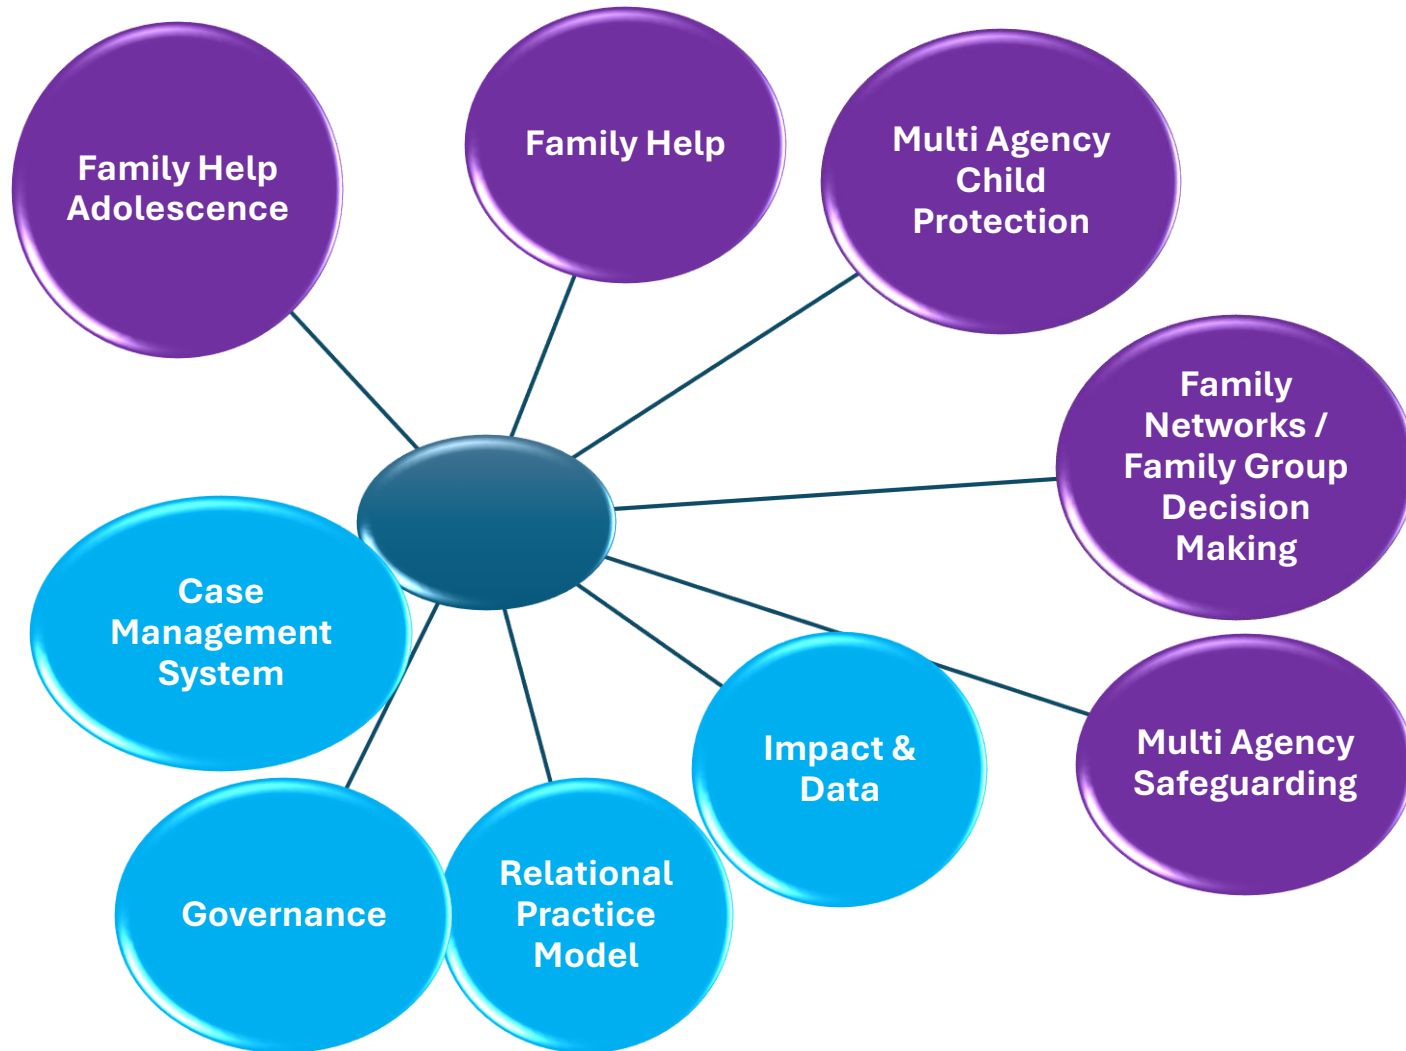 Family Help
Adolescence
Family Help
Multi Agency
Child
Protection
Family
Networks /
Family Group
Decision
Making
Multi Agency
Safeguarding
Impact &
Data
Relational
Practice
Model
Governance
Case
Management
System